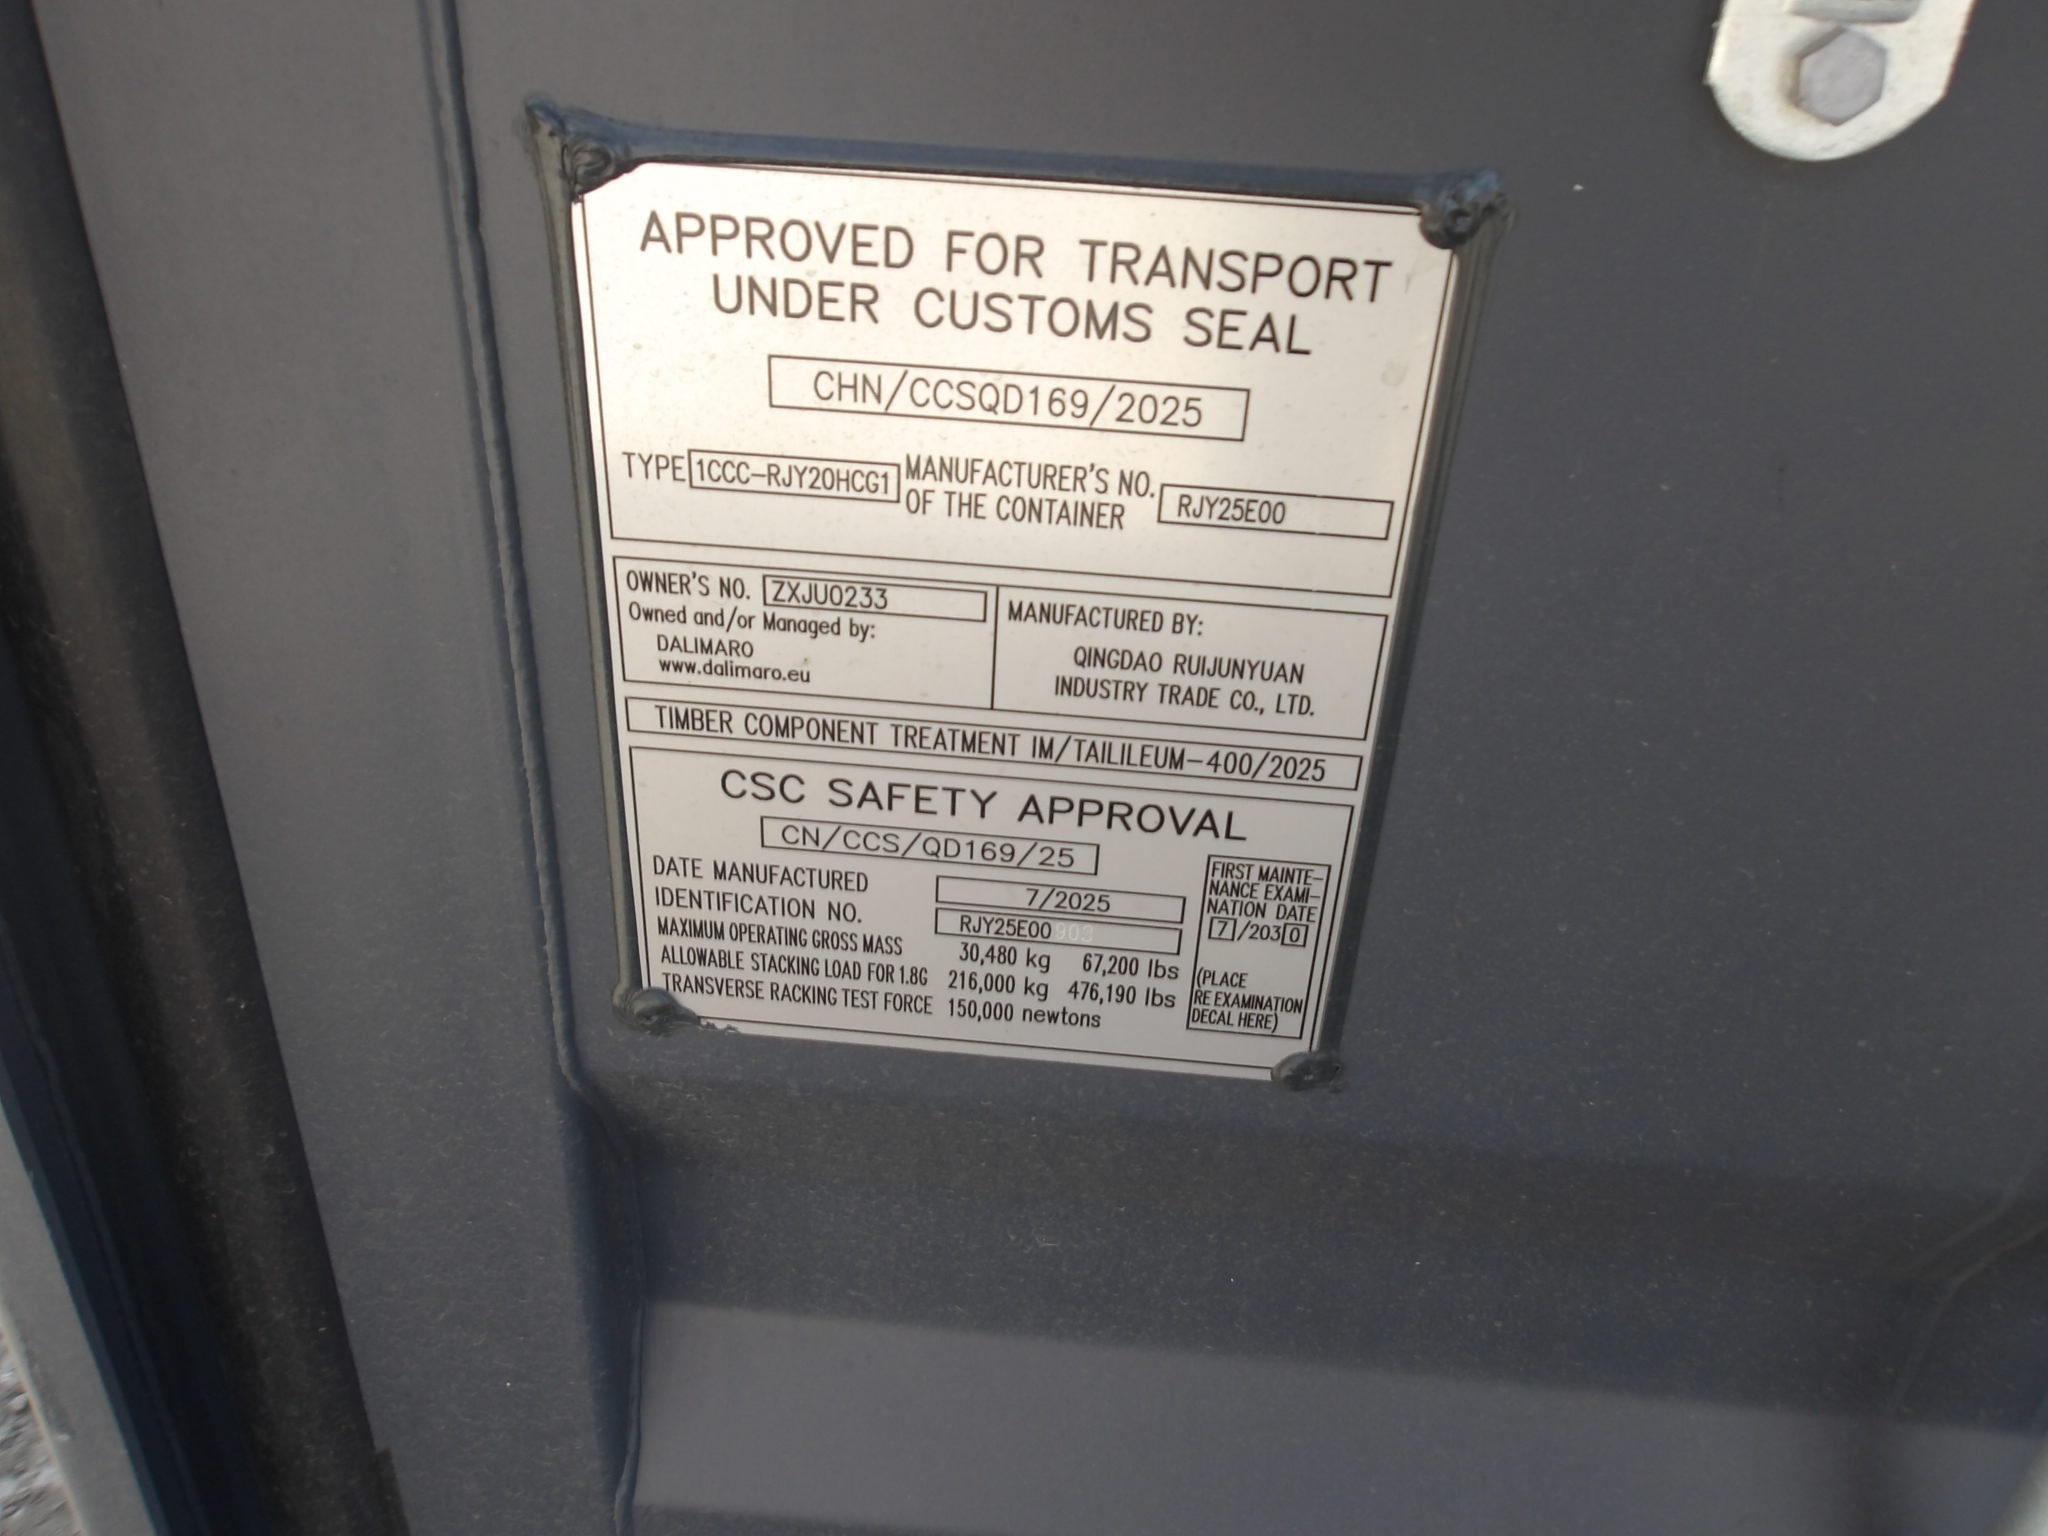 APPROVED FOR TRANSPORT
UNDER CUSTOMS SEAL
CHN/CCSQD169/2025
TYPE 1CCC-RJY20HCG1 MANUFACTURER'S NO.
OF THE CONTAINER RJY25E00
OWNER'S NO. ZXJU0233
Owned and/or Managed by:
DALIMARO
www.dalimaro.eu
MANUFACTURED BY:
QINGDAO RUIJUNYUAN
INDUSTRY TRADE CO., LTD.
TIMBER COMPONENT TREATMENT IM/TAILILEUM-400/2025
CSC SAFETY APPROVAL
CN/CCS/QD169/25
DATE MANUFACTURED 7/2025
IDENTIFICATION NO. RJY25E00903
MAXIMUM OPERATING GROSS MASS 30,480 kg 67,200 lbs
ALLOWABLE STACKING LOAD FOR 1.8G 216,000 kg 476,190 lbs
TRANSVERSE RACKING TEST FORCE 150,000 newtons
FIRST MAINTE-
NANCE EXAMI-
NATION DATE
7/2030
(PLACE
RE EXAMINATION
DECAL HERE)